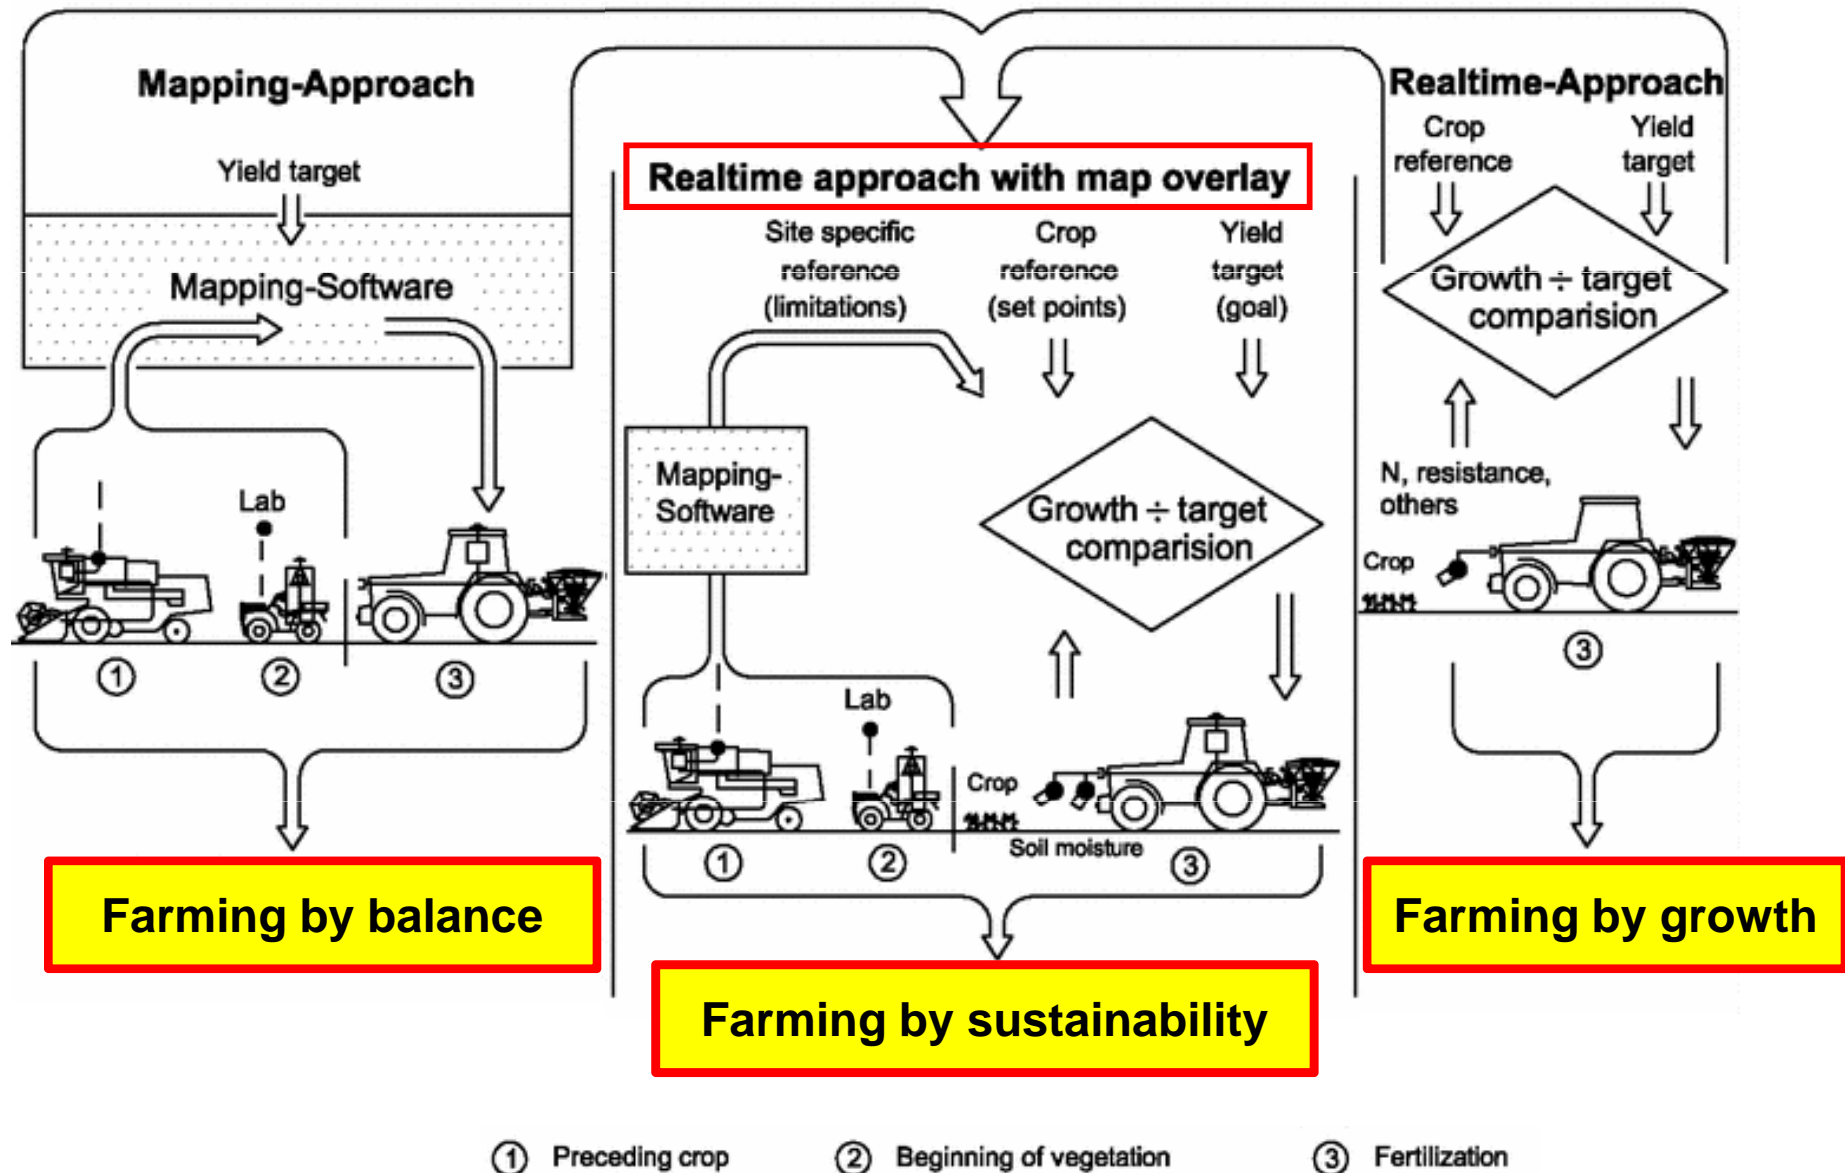 Mapping-Approach
Yield target
Mapping-Software
Lab
1
2
3
Farming by balance
Realtime approach with map overlay
Site specific
reference
(limitations)
Crop
reference
(set points)
Yield
target
(goal)
Mapping-
Software
Growth ÷ target
comparision
Lab
Crop
Soil moisture
1
2
3
Farming by sustainability
Realtime-Approach
Crop
reference
Yield
target
Growth ÷ target
comparision
N, resistance,
others
Crop
3
Farming by growth
1 Preceding crop
2 Beginning of vegetation
3 Fertilization